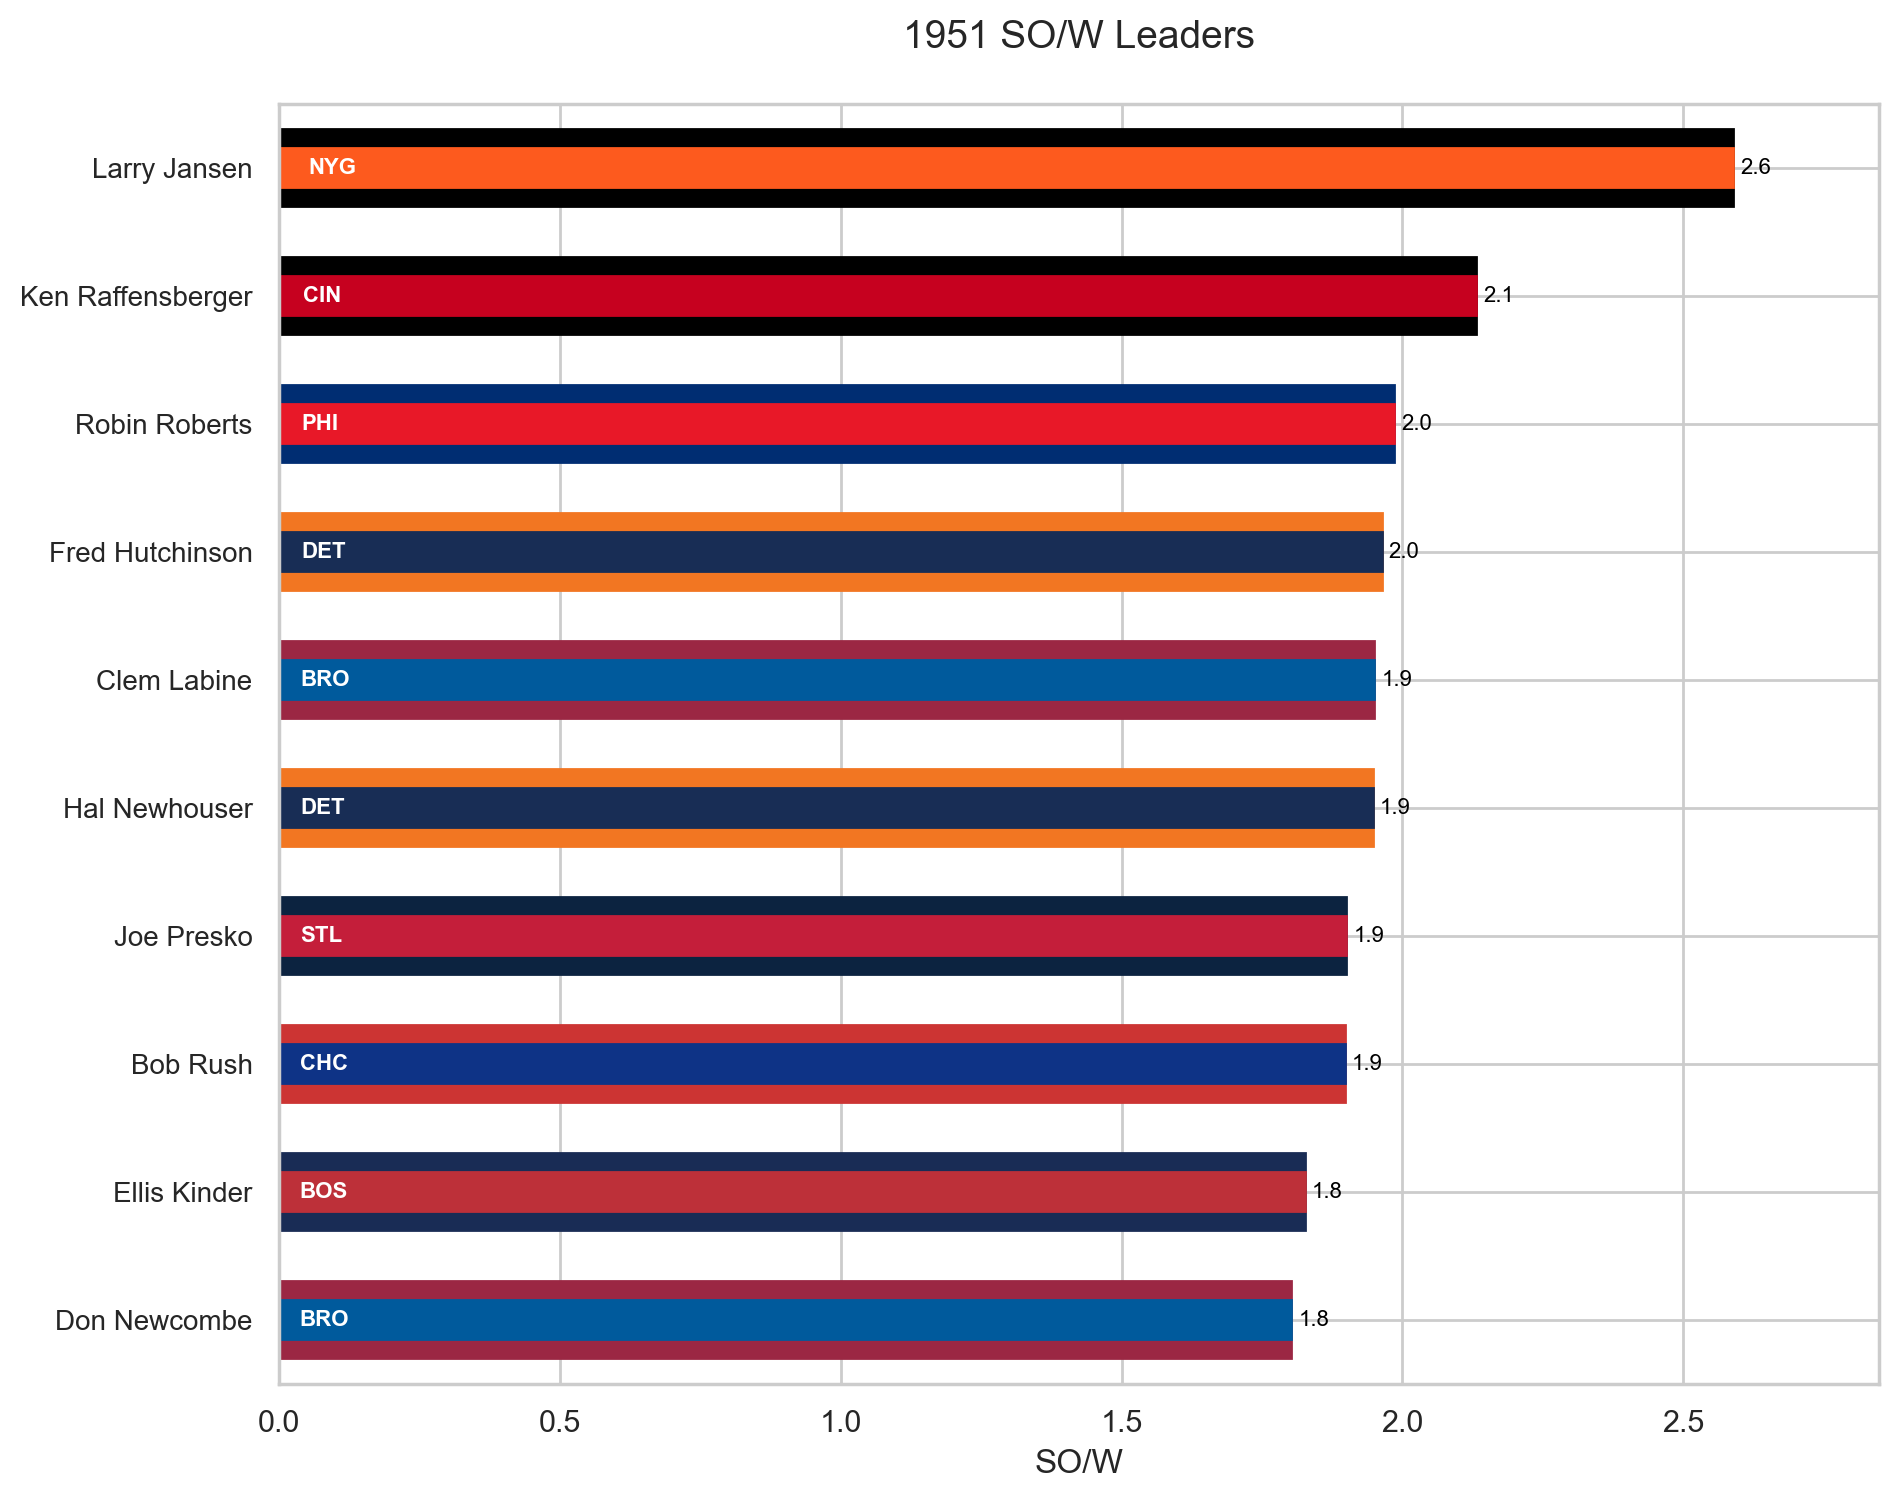 1951 SO/W Leaders
Larry Jansen NYG 2.6
Ken Raffensberger CIN 2.1
Robin Roberts PHI 2.0
Fred Hutchinson DET 2.0
Clem Labine BRO 1.9
Hal Newhouser DET 1.9
Joe Presko STL 1.9
Bob Rush CHC 1.9
Ellis Kinder BOS 1.8
Don Newcombe BRO 1.8
0.0 0.5 1.0 1.5 2.0 2.5
SO/W